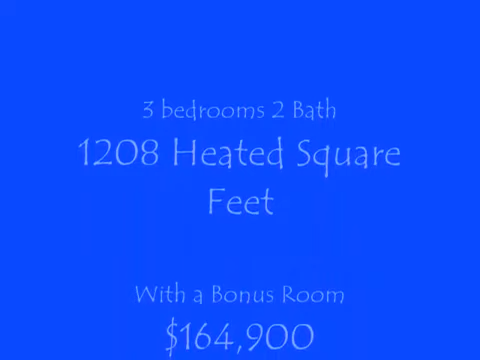 3 bedrooms 2 Bath
1208 Heated Square
Feet
With a Bonus Room
$164,900